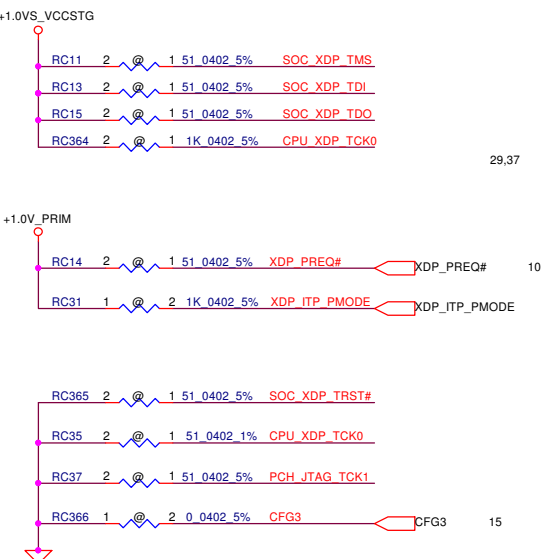 +1.0VS_VCCSTG
RC11 2 @ 1 51_0402_5% SOC_XDP_TMS
RC13 2 @ 1 51_0402_5% SOC_XDP_TDI
RC15 2 @ 1 51_0402_5% SOC_XDP_TDO
RC364 2 @ 1 1K_0402_5% CPU_XDP_TCK0
29,37
+1.0V_PRIM
RC14 2 @ 1 51_0402_5% XDP_PREQ# XDP_PREQ# 10
RC31 1 @ 2 1K_0402_5% XDP_ITP_PMODE XDP_ITP_PMODE
RC365 2 @ 1 51_0402_5% SOC_XDP_TRST#
RC35 2 @ 1 51_0402_1% CPU_XDP_TCK0
RC37 2 @ 1 51_0402_5% PCH_JTAG_TCK1
RC366 1 @ 2 0_0402_5% CFG3 CFG3 15